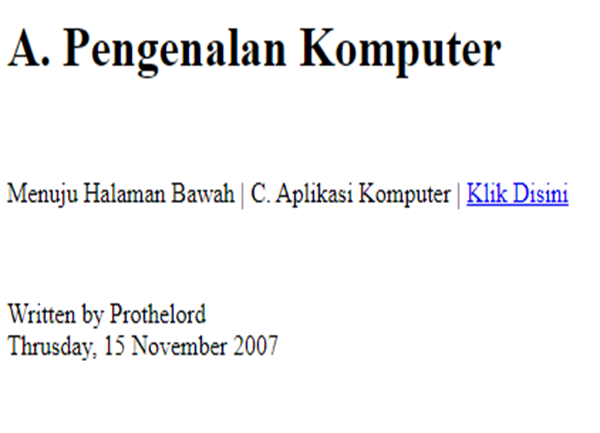 A. Pengenalan Komputer
Menuju Halaman Bawah | C. Aplikasi Komputer | Klik Disini
Written by Prothelord
Thrusday, 15 November 2007